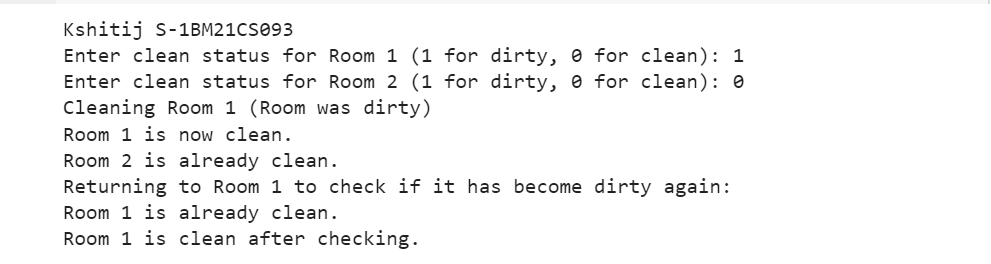 Kshitij S-1BM21CS093
Enter clean status for Room 1 (1 for dirty, 0 for clean): 1
Enter clean status for Room 2 (1 for dirty, 0 for clean): 0
Cleaning Room 1 (Room was dirty)
Room 1 is now clean.
Room 2 is already clean.
Returning to Room 1 to check if it has become dirty again:
Room 1 is already clean.
Room 1 is clean after checking.